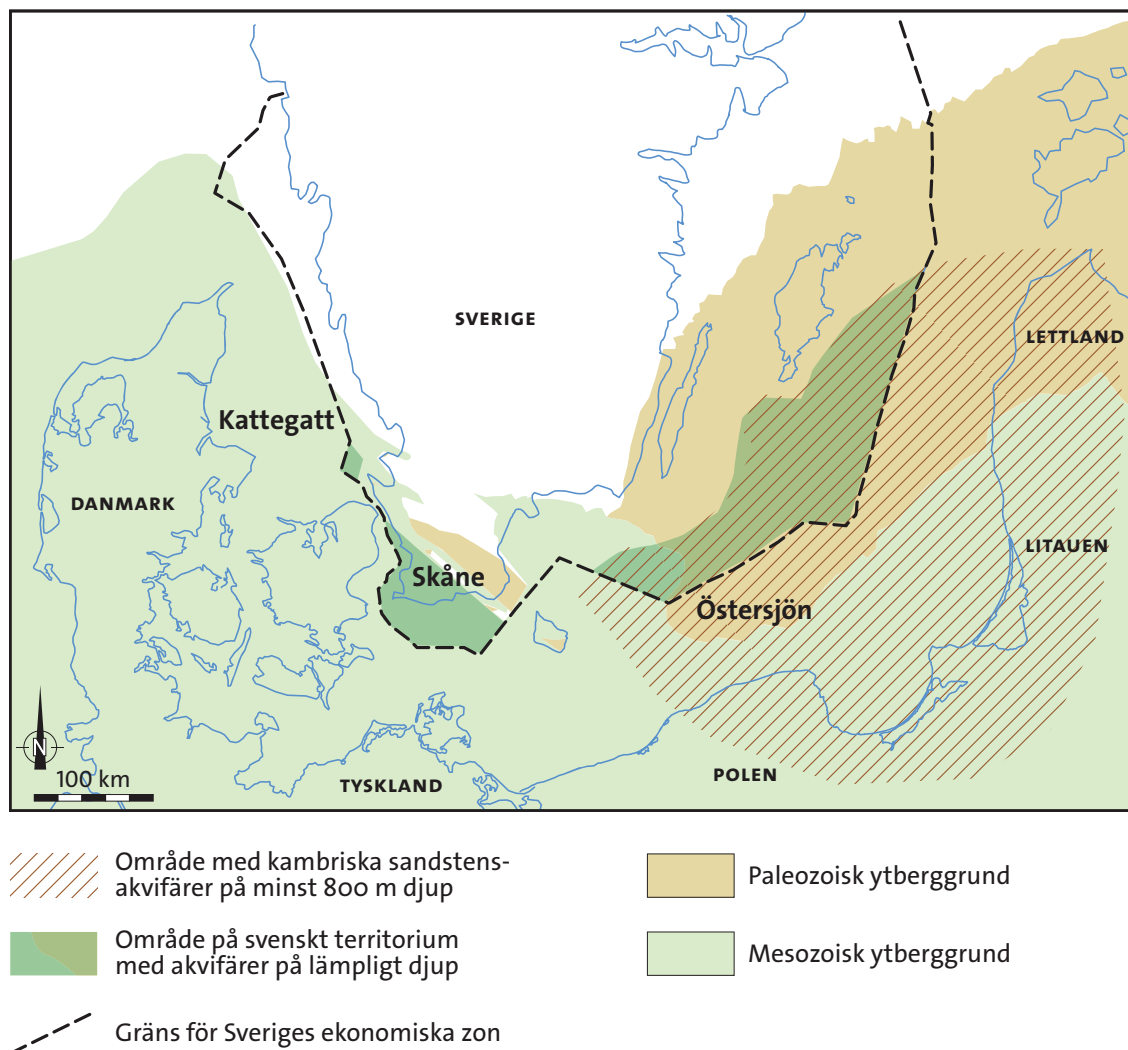 SVERIGE
LETTLAND
Kattegatt
DANMARK
LITAUEN
Skåne
Östersjön
N
100 km
TYSKLAND
POLEN
Område med kambriska sandstens-
akvifärer på minst 800 m djup
Paleozoisk ytberggrund
Område på svenskt territorium
med akvifärer på lämpligt djup
Mesozoisk ytberggrund
Gräns för Sveriges ekonomiska zon